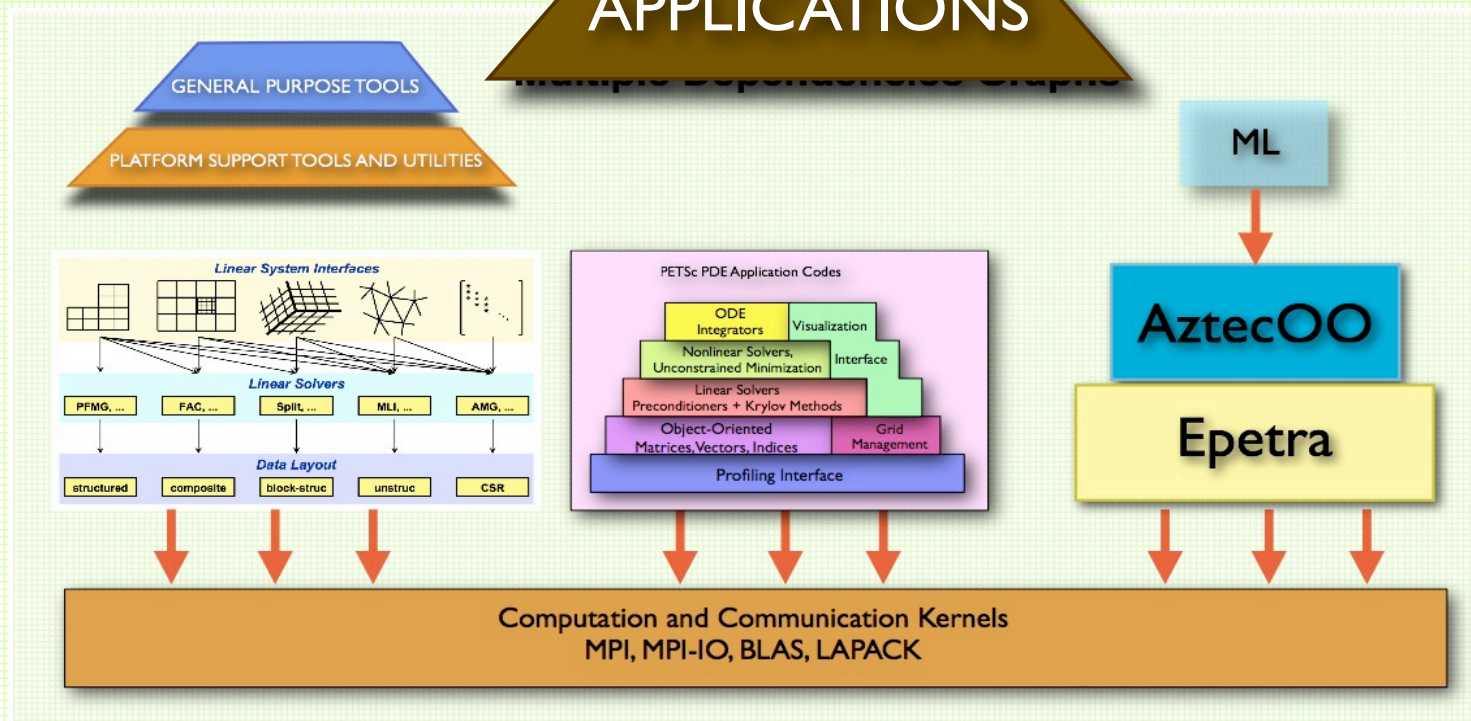 APPLICATIONS
Multiple Dependencies Graphs
GENERAL PURPOSE TOOLS
PLATFORM SUPPORT TOOLS AND UTILITIES
ML
AztecOO
Epetra
Linear System Interfaces
Linear Solvers
PFMG, ...
FAC, ...
Split, ...
MLI, ...
AMG, ...
Data Layout
structured
composite
block-struc
unstruc
CSR
PETSc PDE Application Codes
ODE
Integrators
Visualization
Nonlinear Solvers,
Unconstrained Minimization
Interface
Linear Solvers
Preconditioners + Krylov Methods
Object-Oriented
Matrices, Vectors, Indices
Grid
Management
Profiling Interface
Computation and Communication Kernels
MPI, MPI-IO, BLAS, LAPACK